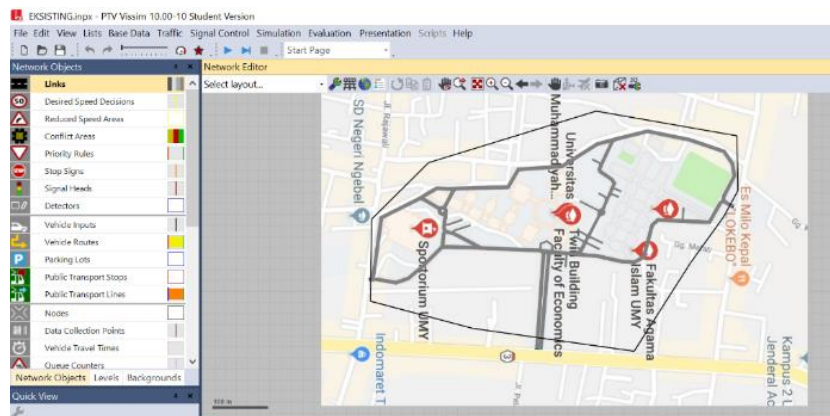 EKSISTING.inpx - PTV Vissim 10.00-10 Student Version
File Edit View Lists Base Data Traffic Signal Control Simulation Evaluation Presentation Scripts Help
Start Page
Network Objects
Network Editor
Links
Select layout...
Desired Speed Decisions
Reduced Speed Areas
Conflict Areas
Priority Rules
Stop Signs
Signal Heads
Detectors
Vehicle Inputs
Vehicle Routes
Parking Lots
Public Transport Stops
Public Transport Lines
Nodes
Data Collection Points
Vehicle Travel Times
Queue Counters
Network Objects Levels Backgrounds
Quick View
SD Negeri Ngebel
Jl. Rajawali
Universitas
Muhammadiyah...
Es Milo Kepal
"LOKEBO"
Sportorium UMY
Twin Building
Faculty of Economics
Fakultas Agama
Islam UMY
Indomaret T
3
Kampus 2 U
Jenderal Ac
100 m